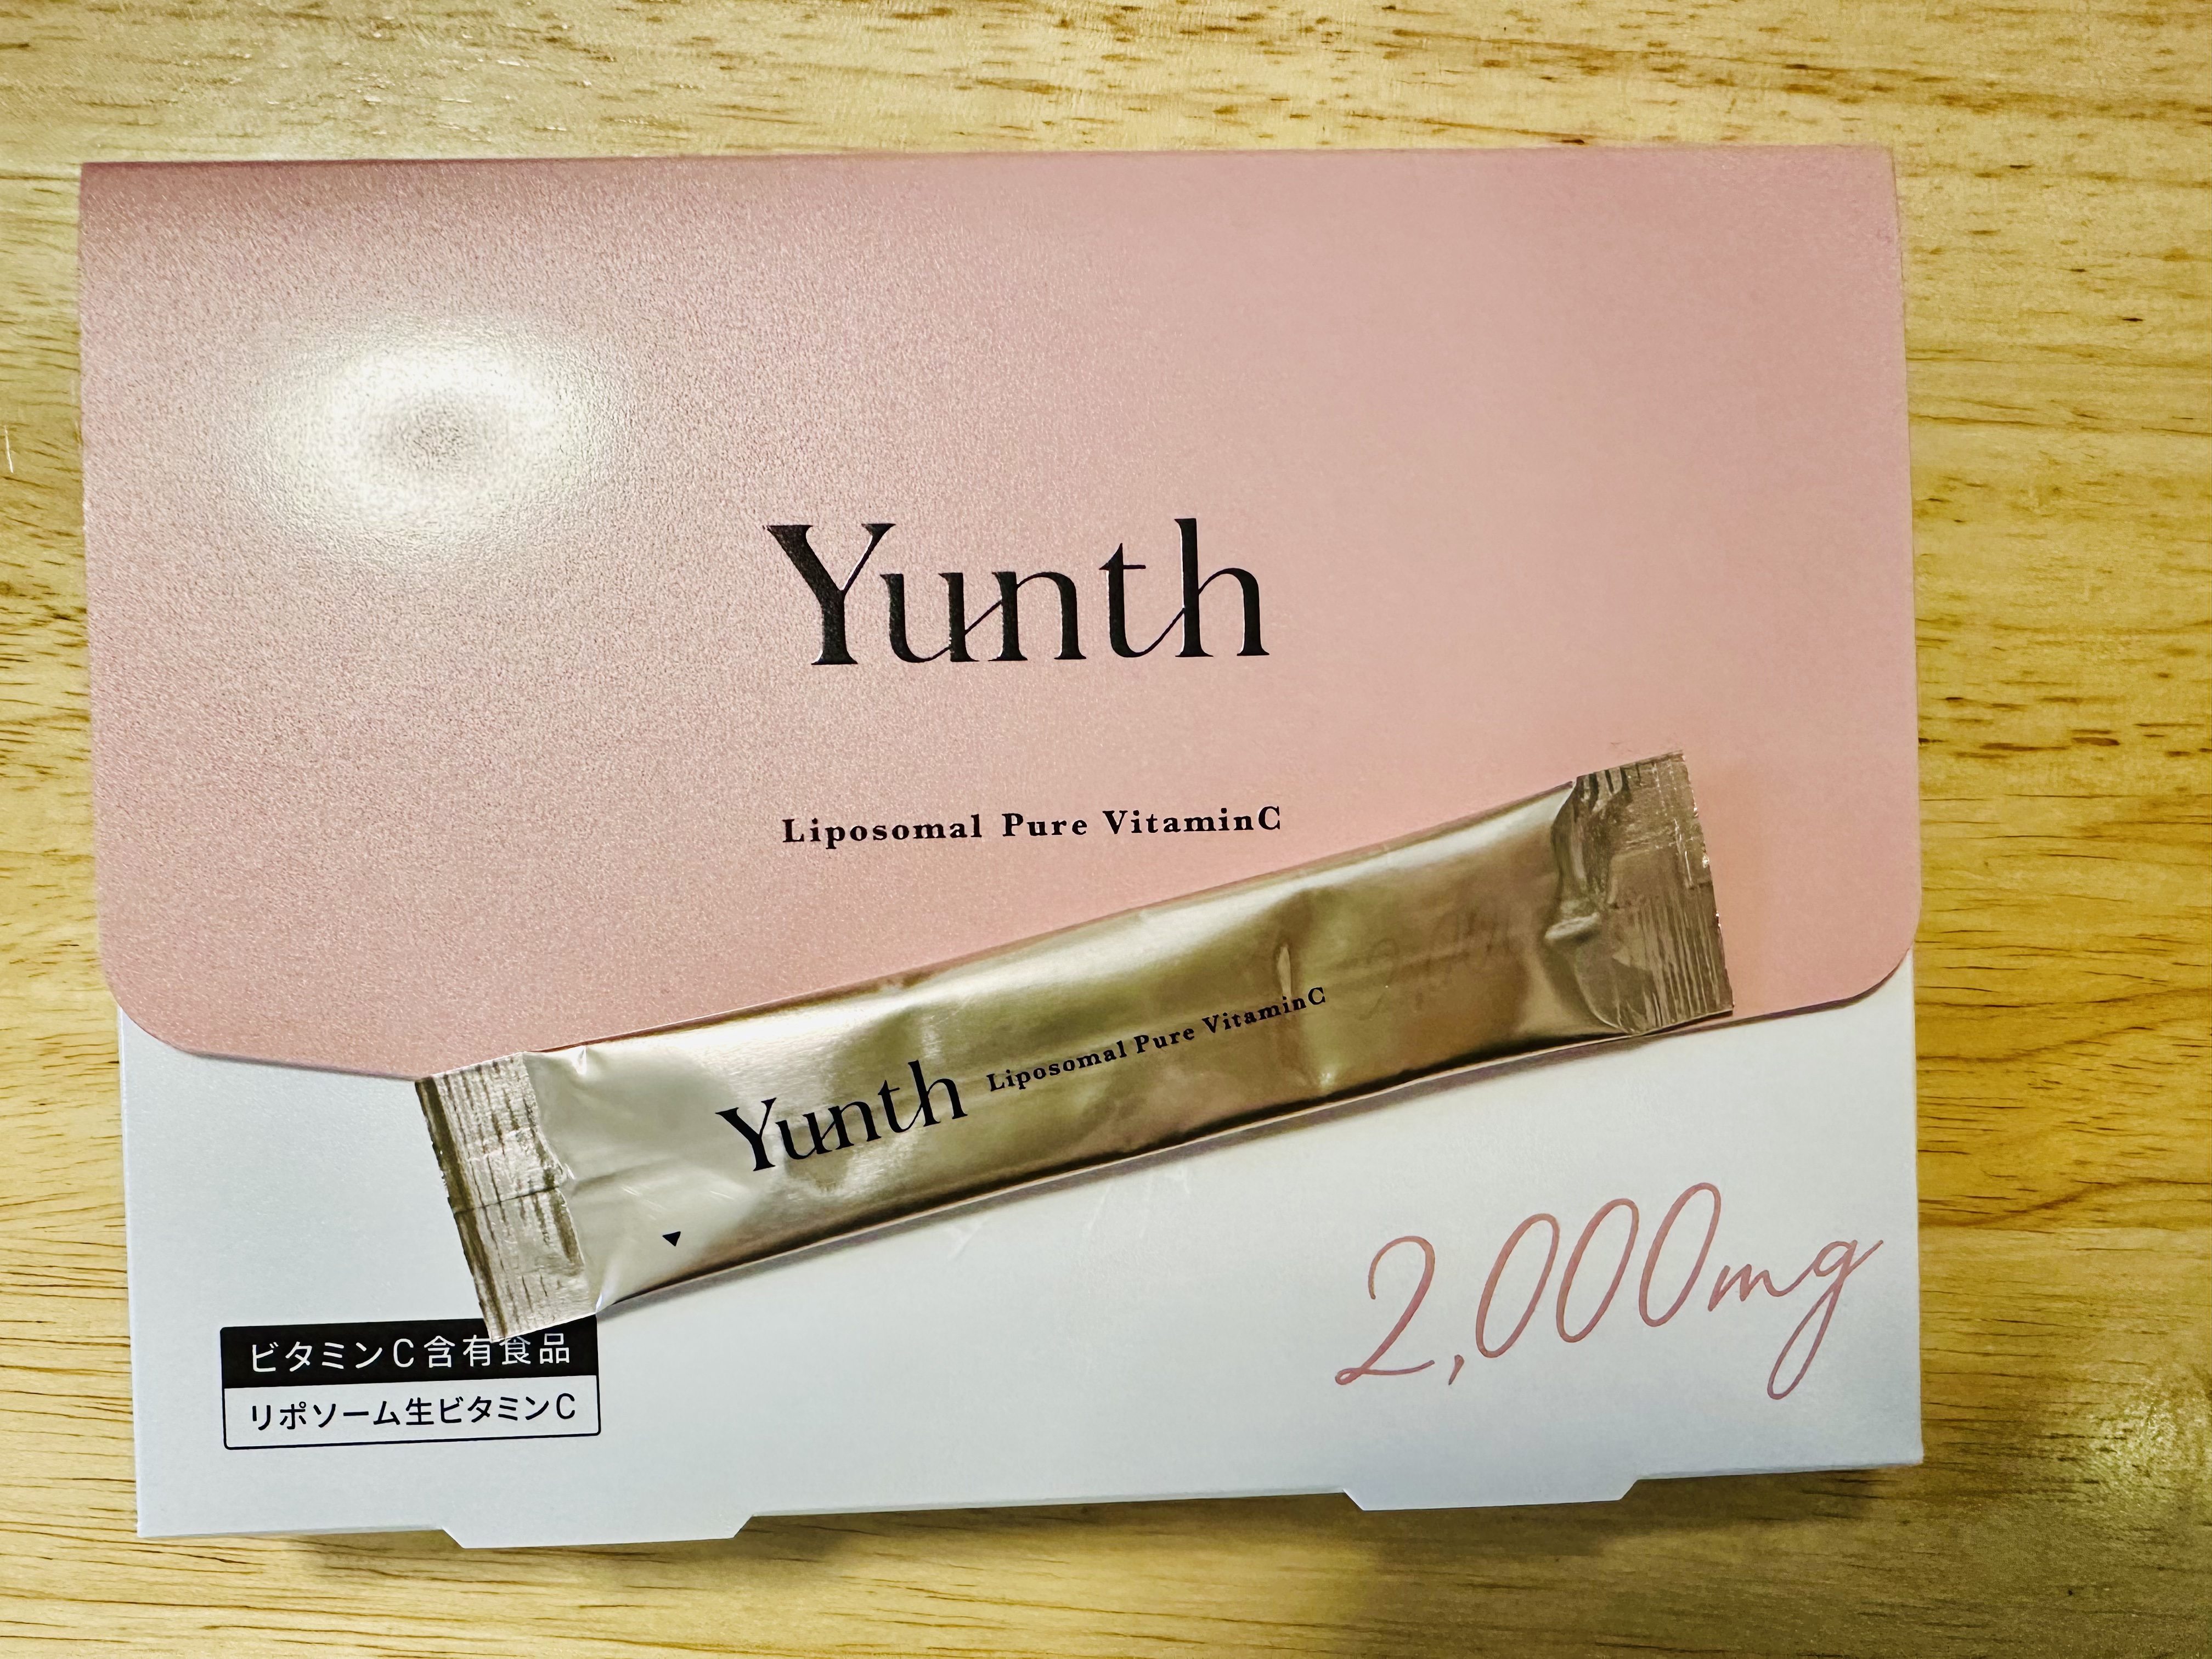 Yunth
Liposomal Pure VitaminC
Yunth Liposomal Pure VitaminC
2,000mg
ビタミンC含有食品
リポソーム生ビタミンC